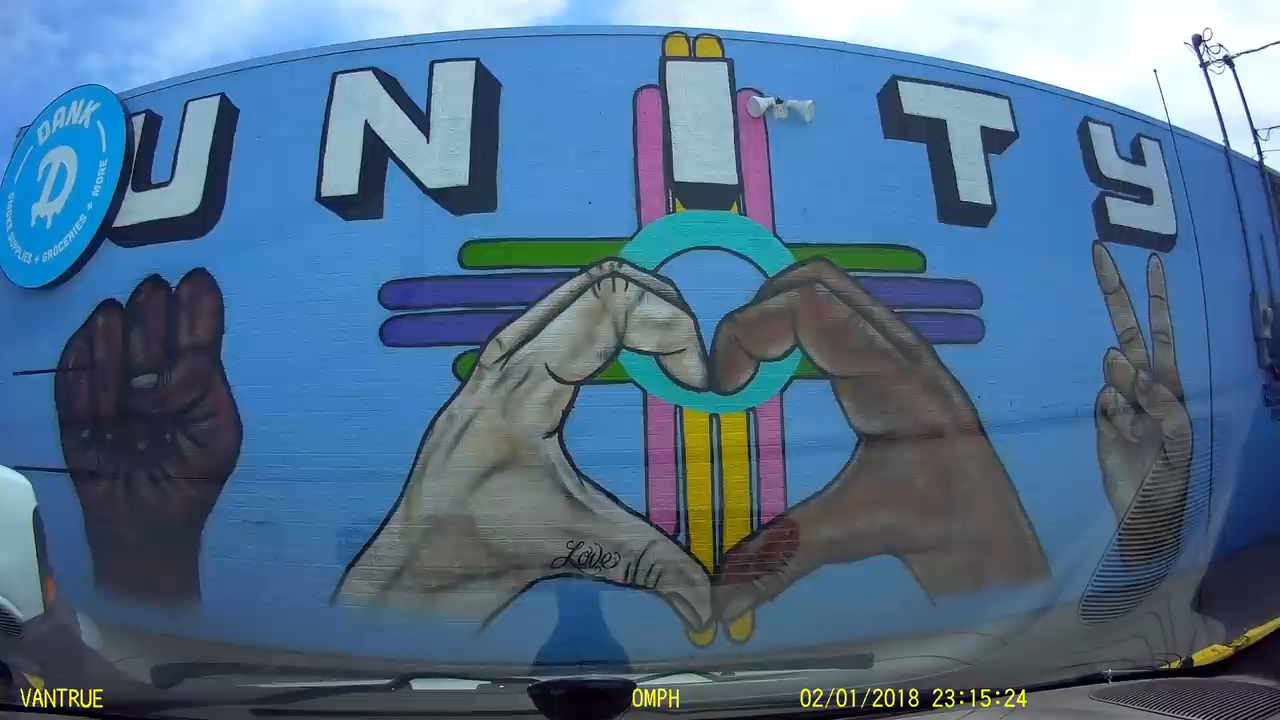 UNITY
DANK
D
SMOKE SUPPLIES + GROCERIES + MORE
Love
VANTRUE 0MPH 02/01/2018 23:15:24